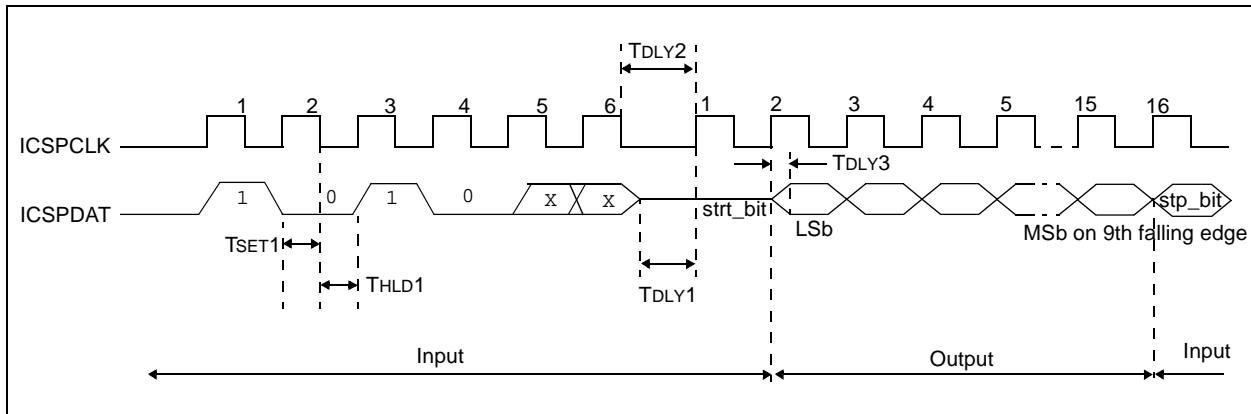 TDLY2
1 2 3 4 5 6 1 2 3 4 5 15 16
ICSPCLK
TDLY3
ICSPDAT
1 0 1 0 x x strt_bit stp_bit
LSb
MSb on 9th falling edge
TSET1
THLD1
TDLY1
Input Output Input